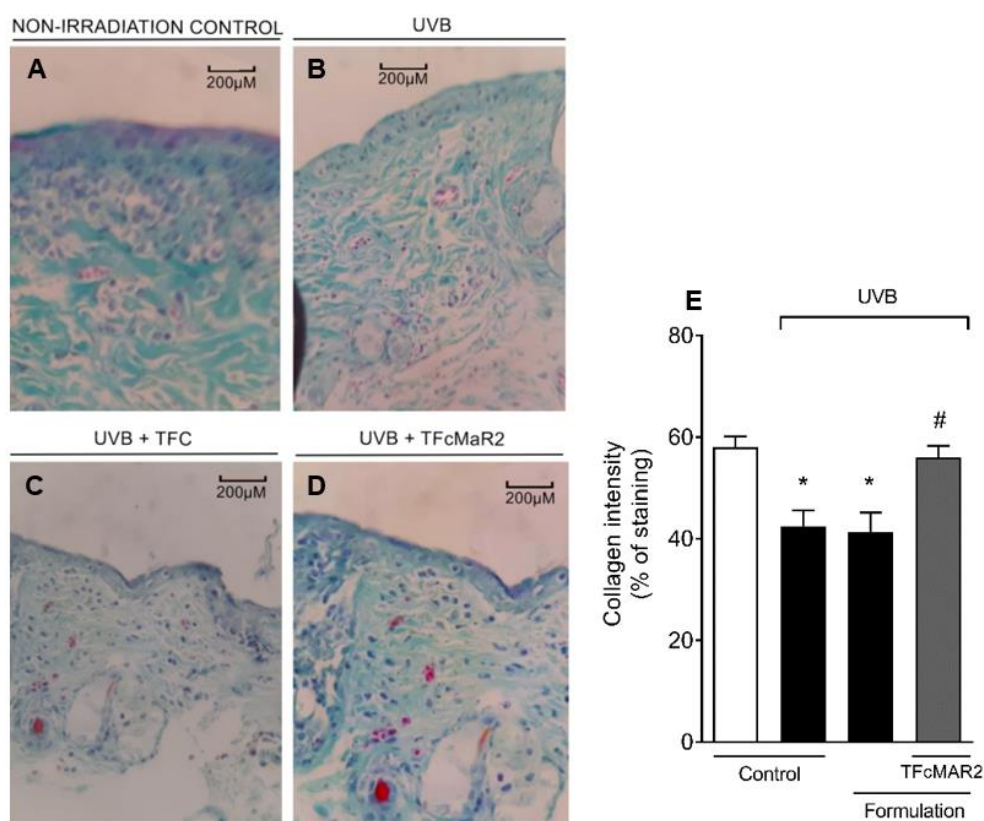 NON-IRRADIATION CONTROL
UVB
A
200µM
B
200µM
UVB + TFC
UVB + TFcMaR2
C
200µM
D
200µM
E
UVB
80
60
40
20
0
Collagen intensity
(% of staining)
*
*
#
Control
TFcMAR2
Formulation